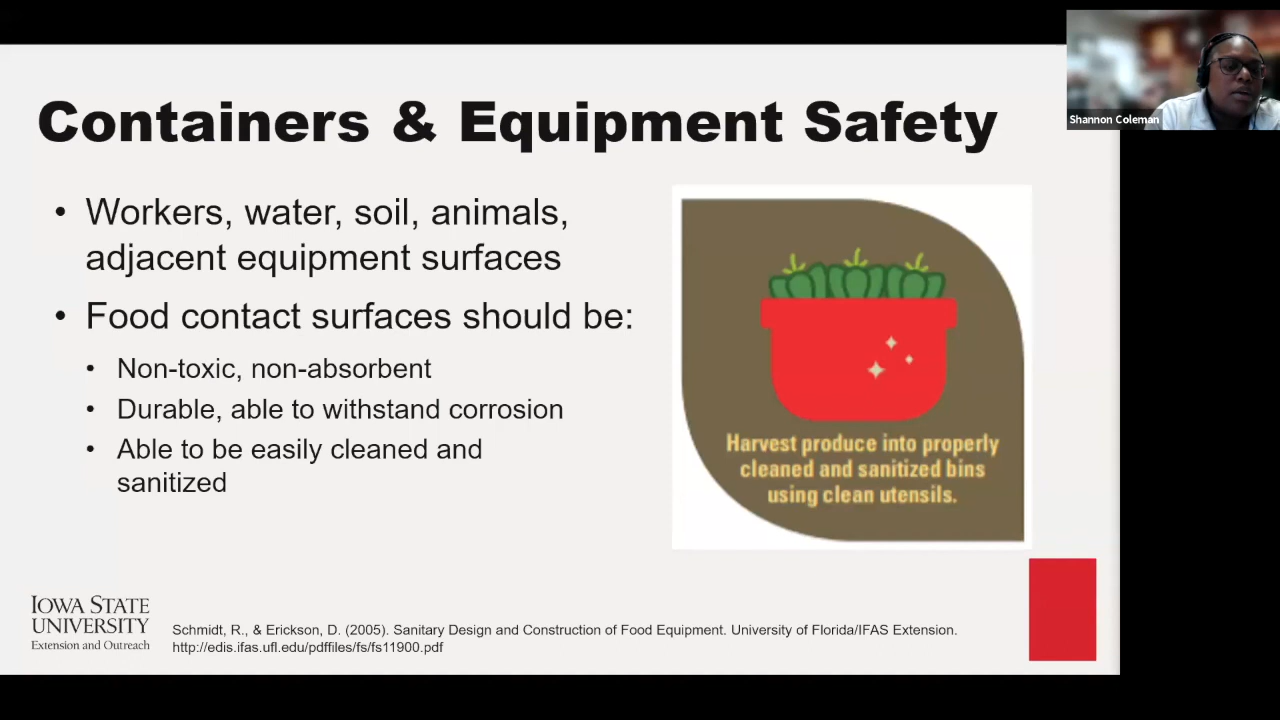 Containers & Equipment Safety
• Workers, water, soil, animals,
adjacent equipment surfaces
• Food contact surfaces should be:
• Non-toxic, non-absorbent
• Durable, able to withstand corrosion
• Able to be easily cleaned and
sanitized
Harvest produce into properly
cleaned and sanitized bins
using clean utensils.
IOWA STATE
UNIVERSITY
Extension and Outreach
Schmidt, R., & Erickson, D. (2005). Sanitary Design and Construction of Food Equipment. University of Florida/IFAS Extension.
http://edis.ifas.ufl.edu/pdffiles/fs/fs11900.pdf
Shannon Coleman